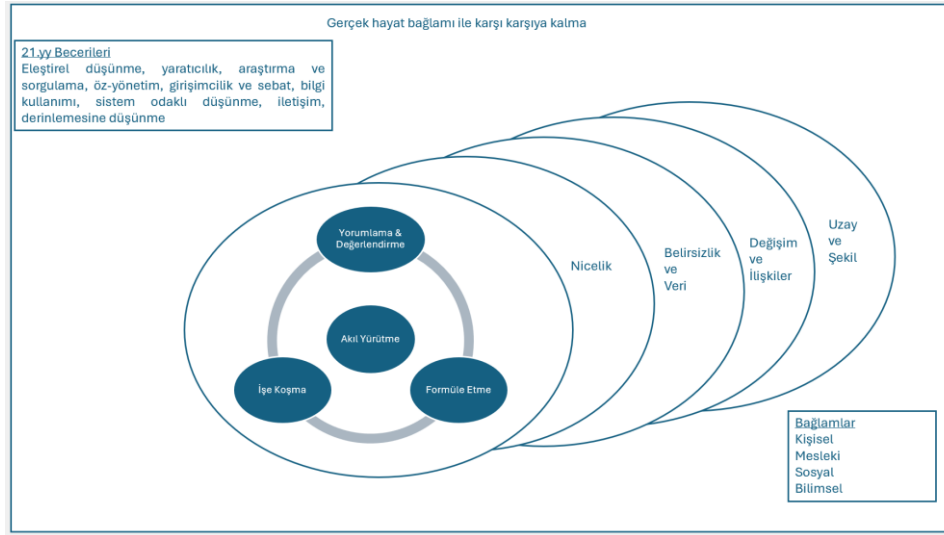 Gerçek hayat bağlamı ile karşı karşıya kalma
21.yy Becerileri
Eleştirel düşünme, yaratıcılık, araştırma ve
sorgulama, öz-yönetim, girişimcilik ve sebat, bilgi
kullanımı, sistem odaklı düşünme, iletişim,
derinlemesine düşünme
Yorumlama &
Değerlendirme
Akıl Yürütme
İşe Koşma
Formüle Etme
Nicelik
Belirsizlik
ve
Veri
Değişim
ve
İlişkiler
Uzay
ve
Şekil
Bağlamlar
Kişisel
Mesleki
Sosyal
Bilimsel